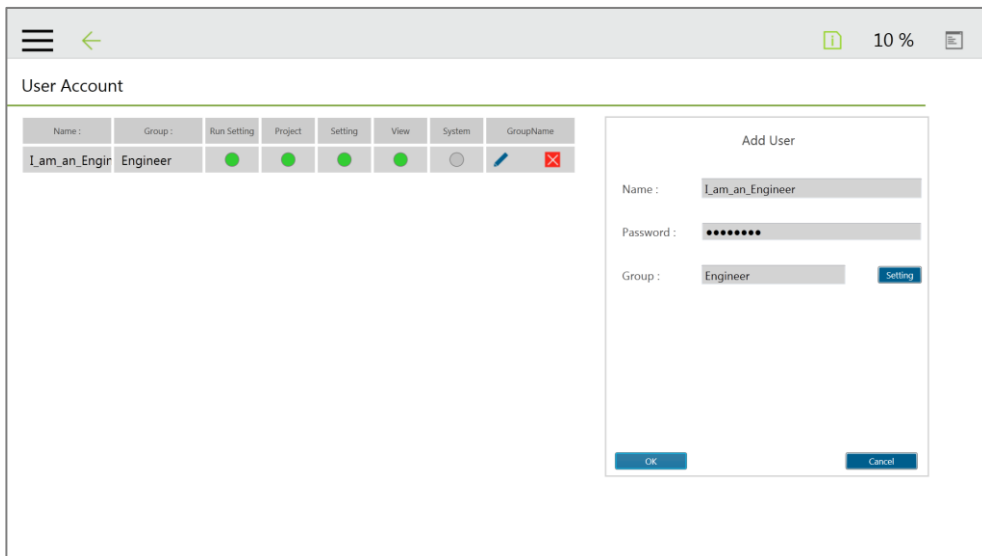 10 %
User Account
Name : Group : Run Setting Project Setting View System GroupName
I_am_an_Engir Engineer
Add User
Name : I_am_an_Engineer
Password : ●●●●●●●●
Group : Engineer Setting
OK Cancel